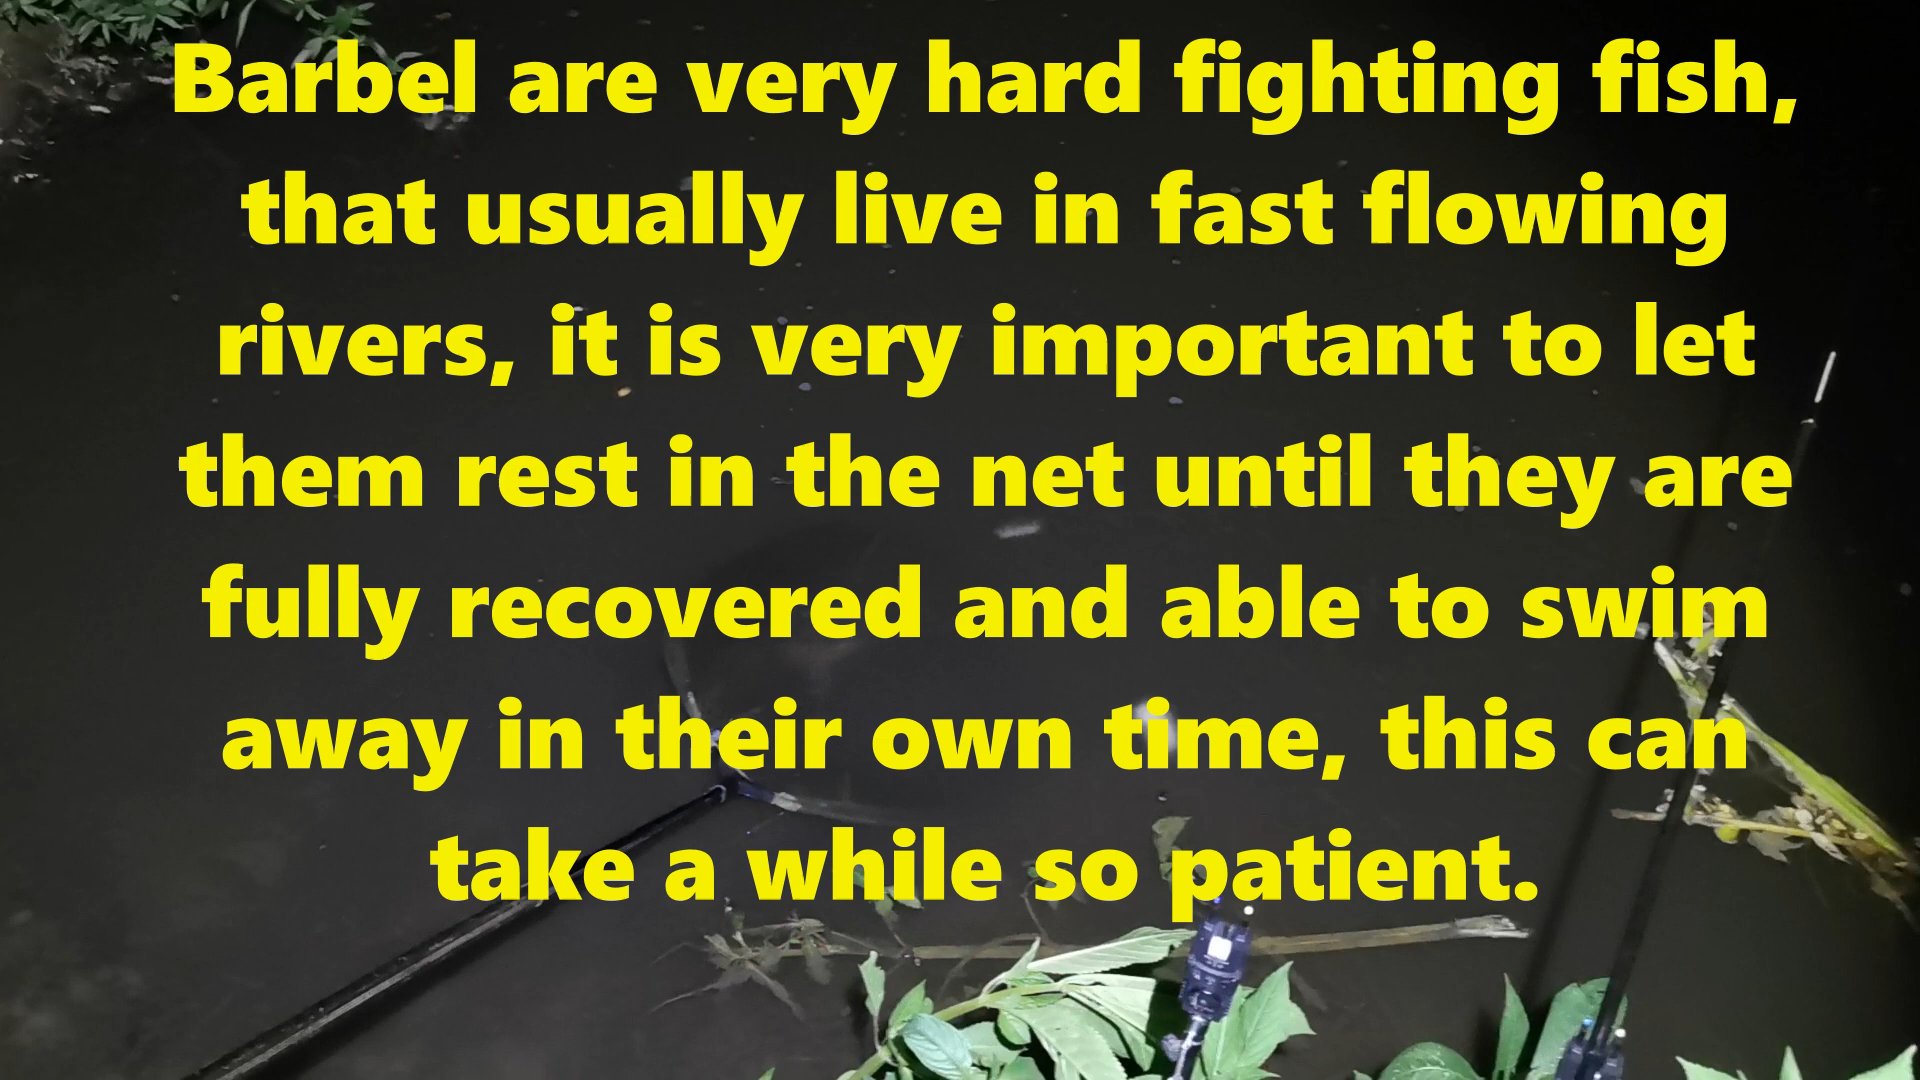 Barbel are very hard fighting fish,
that usually live in fast flowing
rivers, it is very important to let
them rest in the net until they are
fully recovered and able to swim
away in their own time, this can
take a while so patient.